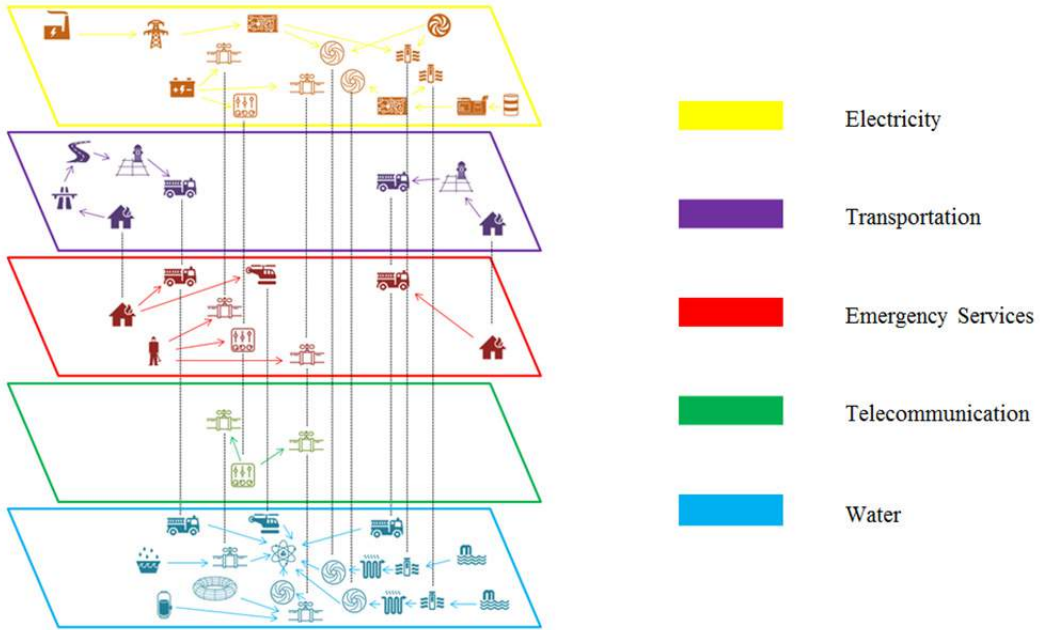 Electricity
Transportation
Emergency Services
Telecommunication
Water